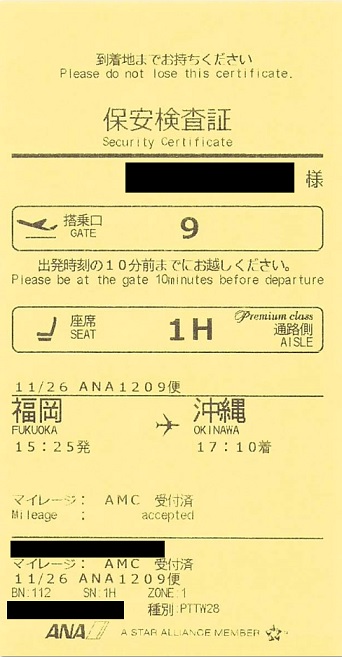 到着地までお持ちください
Please do not lose this certificate.
保安検査証
Security Certificate
様
搭乗口 9
GATE
出発時刻の10分前までにお越しください。
Please be at the gate 10minutes before departure
Premium class
座席 1H 通路側
SEAT AISLE
11/26 ANA1209便
福岡 沖縄
FUKUOKA OKINAWA
15:25発 17:10着
マイレージ: AMC 受付済
Mileage : accepted
マイレージ: AMC 受付済
11/26 ANA1209便
BN:112 SN:1H ZONE:1
種別:PTTW28
ANA A STAR ALLIANCE MEMBER